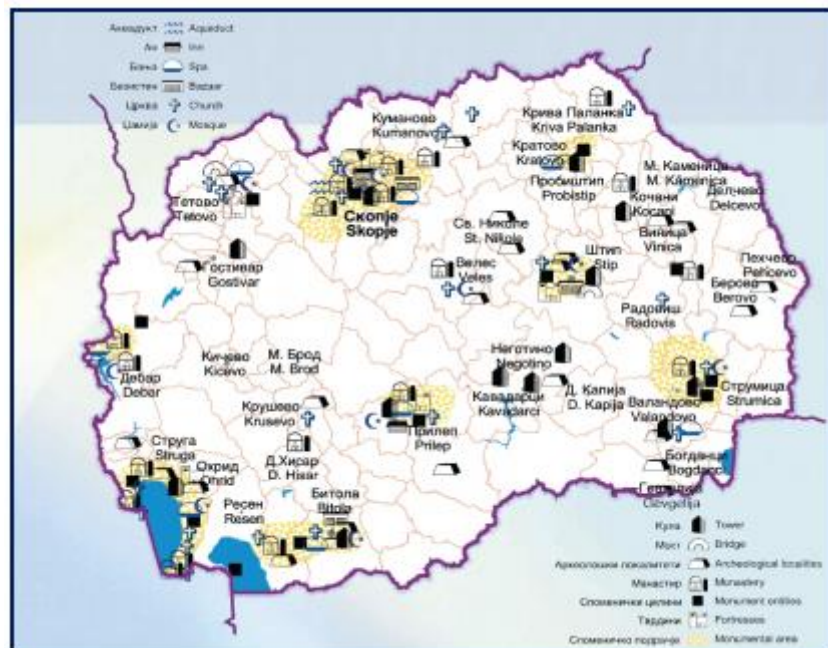 Аквадукт Aqueduct
Ан Inn
Бања Spa
Безистен Bazaar
Црква Church
Џамија Mosque
Куманово
Kumanovo
Крива Паланка
Kriva Palanka
Кратово
Kratovo
Пробиштип
Probistip
М. Каменица
M. Kamenica
Делчево
Delcevo
Тетово
Tetovo
Скопје
Skopje
Кочани
Виница
Vinica
Св. Николе
St. Nikole
Штип
Stip
Гостивар
Gostivar
Велес
Veles
Пехчево
Pehcevo
Берово
Berovo
Радовиш
Radovis
Дебар
Debar
Кичево
Kicevo
М. Брод
M. Brod
Неготино
Negotino
Кавадарци
Kavadarci
Д. Капија
D. Kapija
Струмица
Strumica
Валандово
Valandovo
Крушево
Krusevo
Прилеп
Prilep
Струга
Struga
Охрид
Ohrid
Д.Хисар
D. Hisar
Ресен
Resen
Битола
Bitola
Богданци
Bogdanci
Гевгелија
Gevgelija
Кула Tower
Мост Bridge
Археолошки локалитети Archeological localities
Манастир Monastery
Споменички целини Monument entities
Тврдини Fortresses
Споменичко подрачје Monumental area